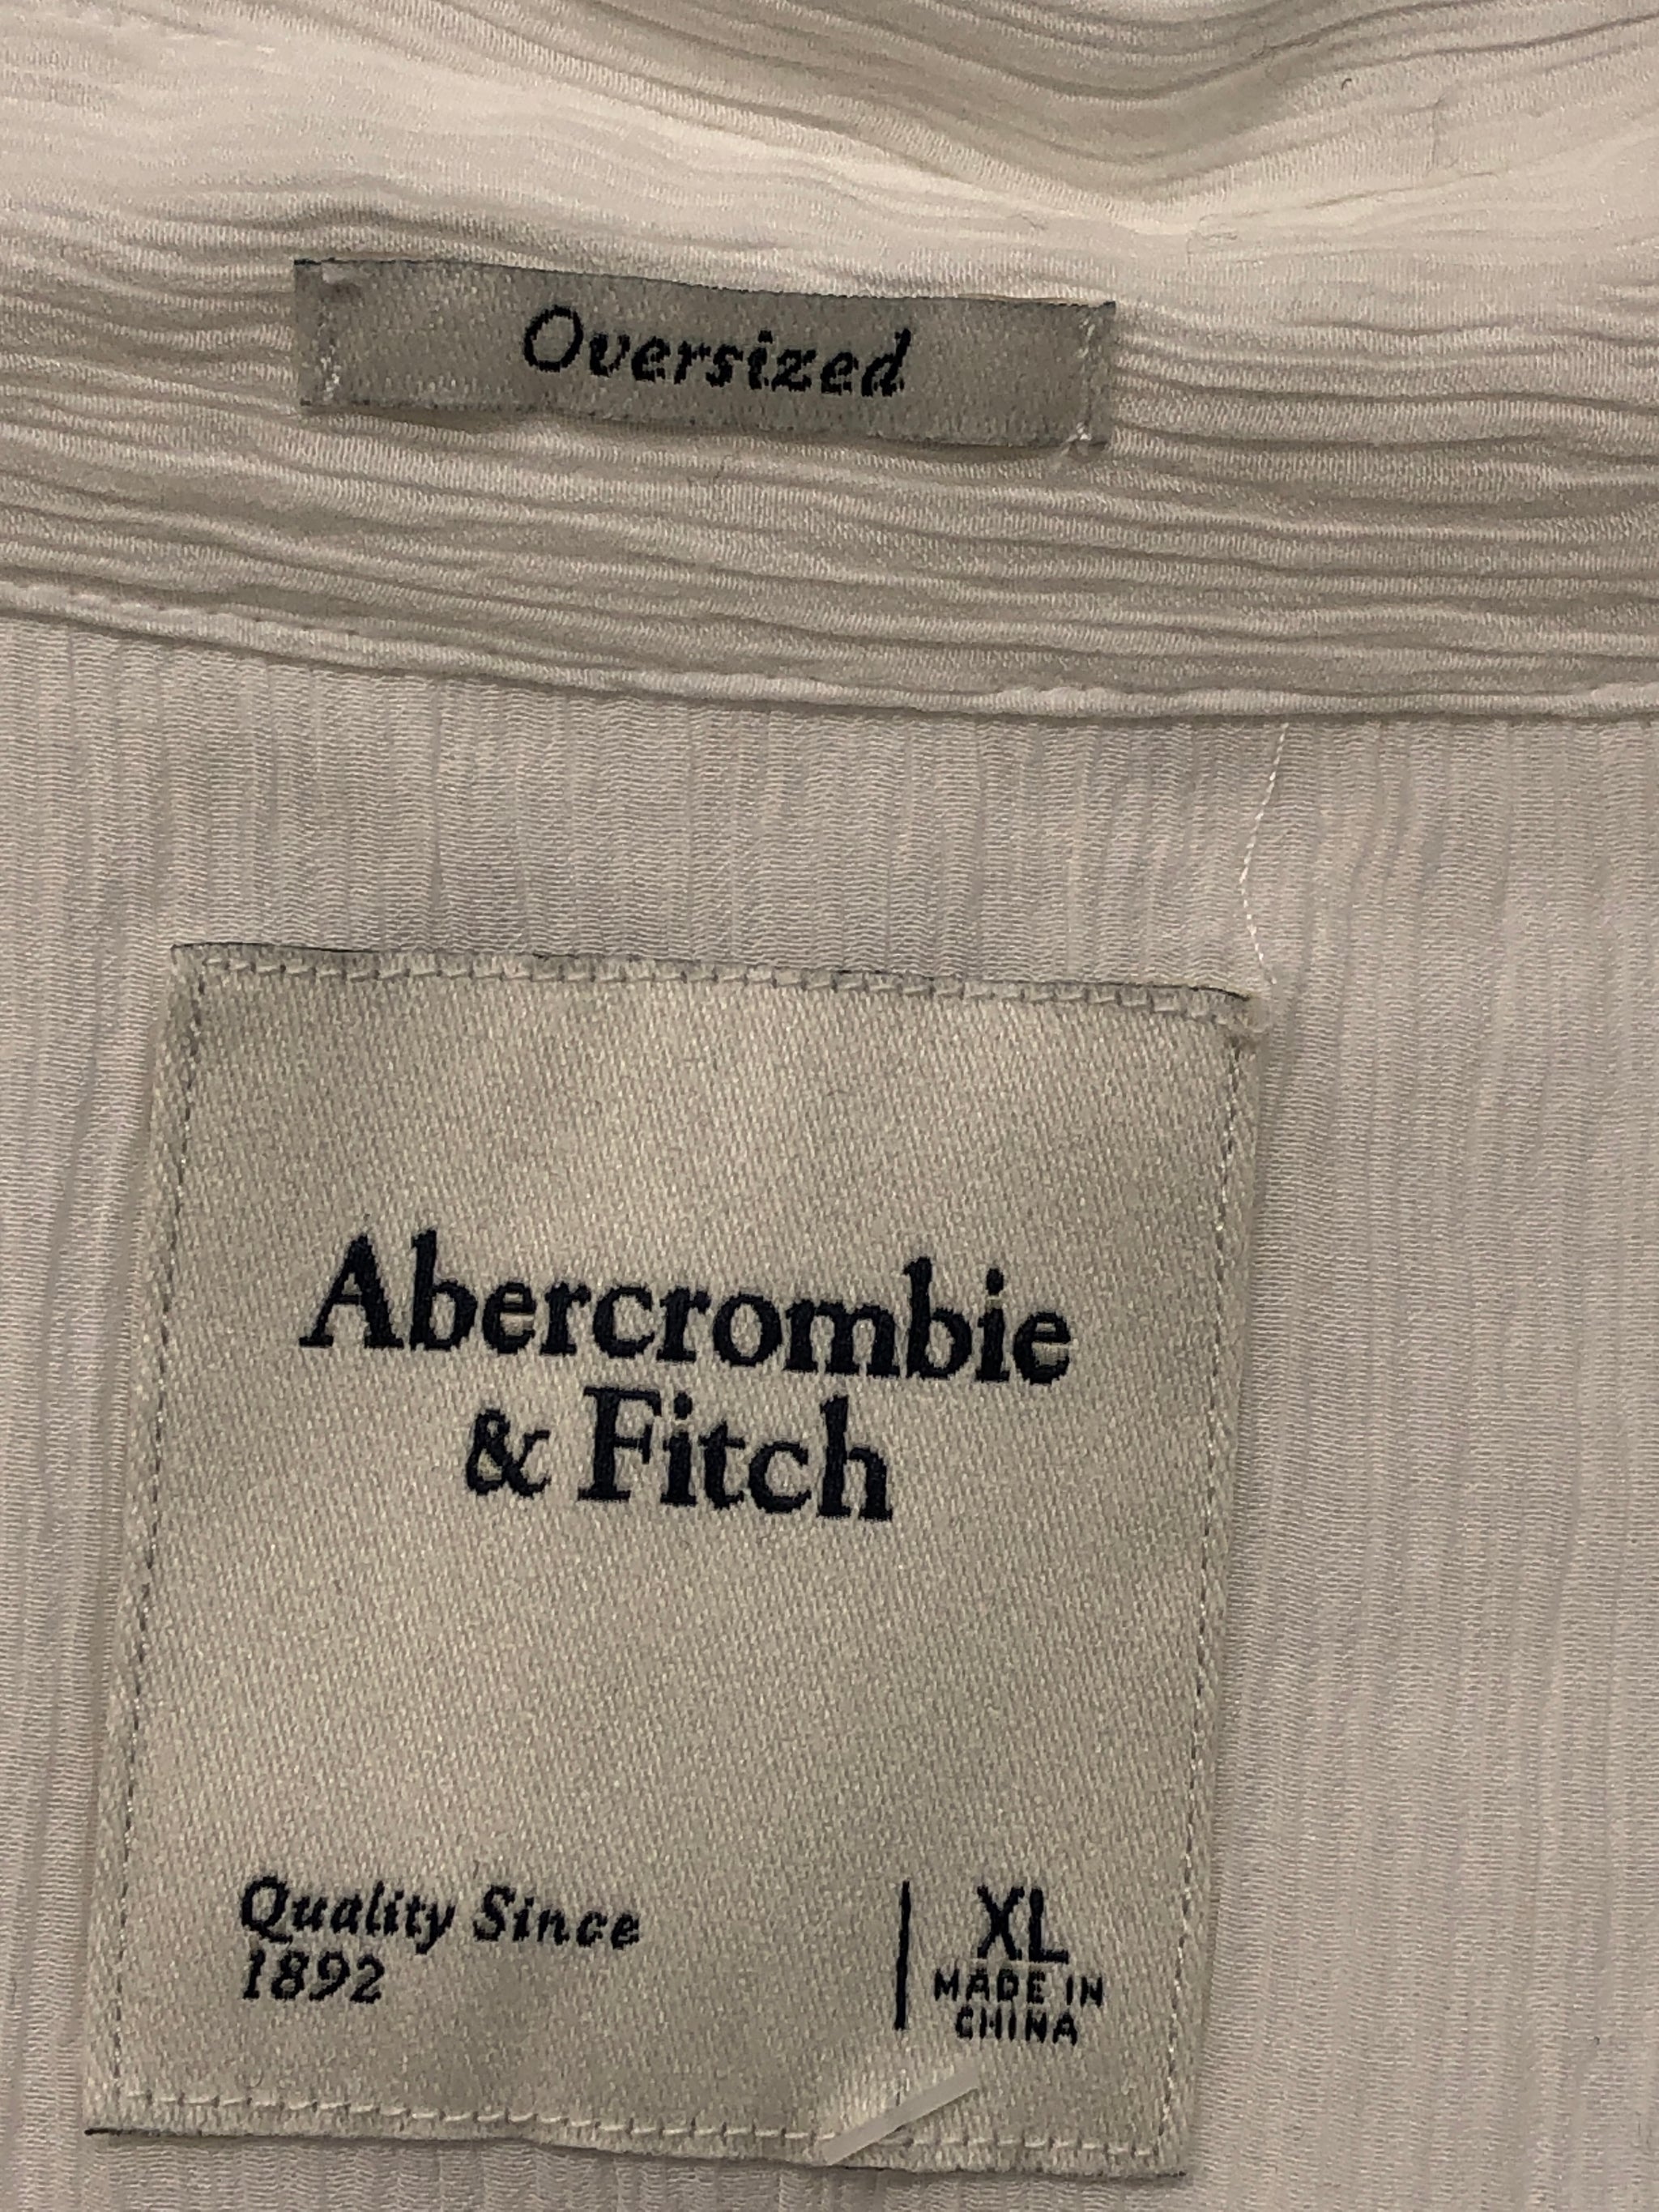 Oversized
Abercrombie
& Fitch
Quality Since
1892
XL
MADE IN
CHINA